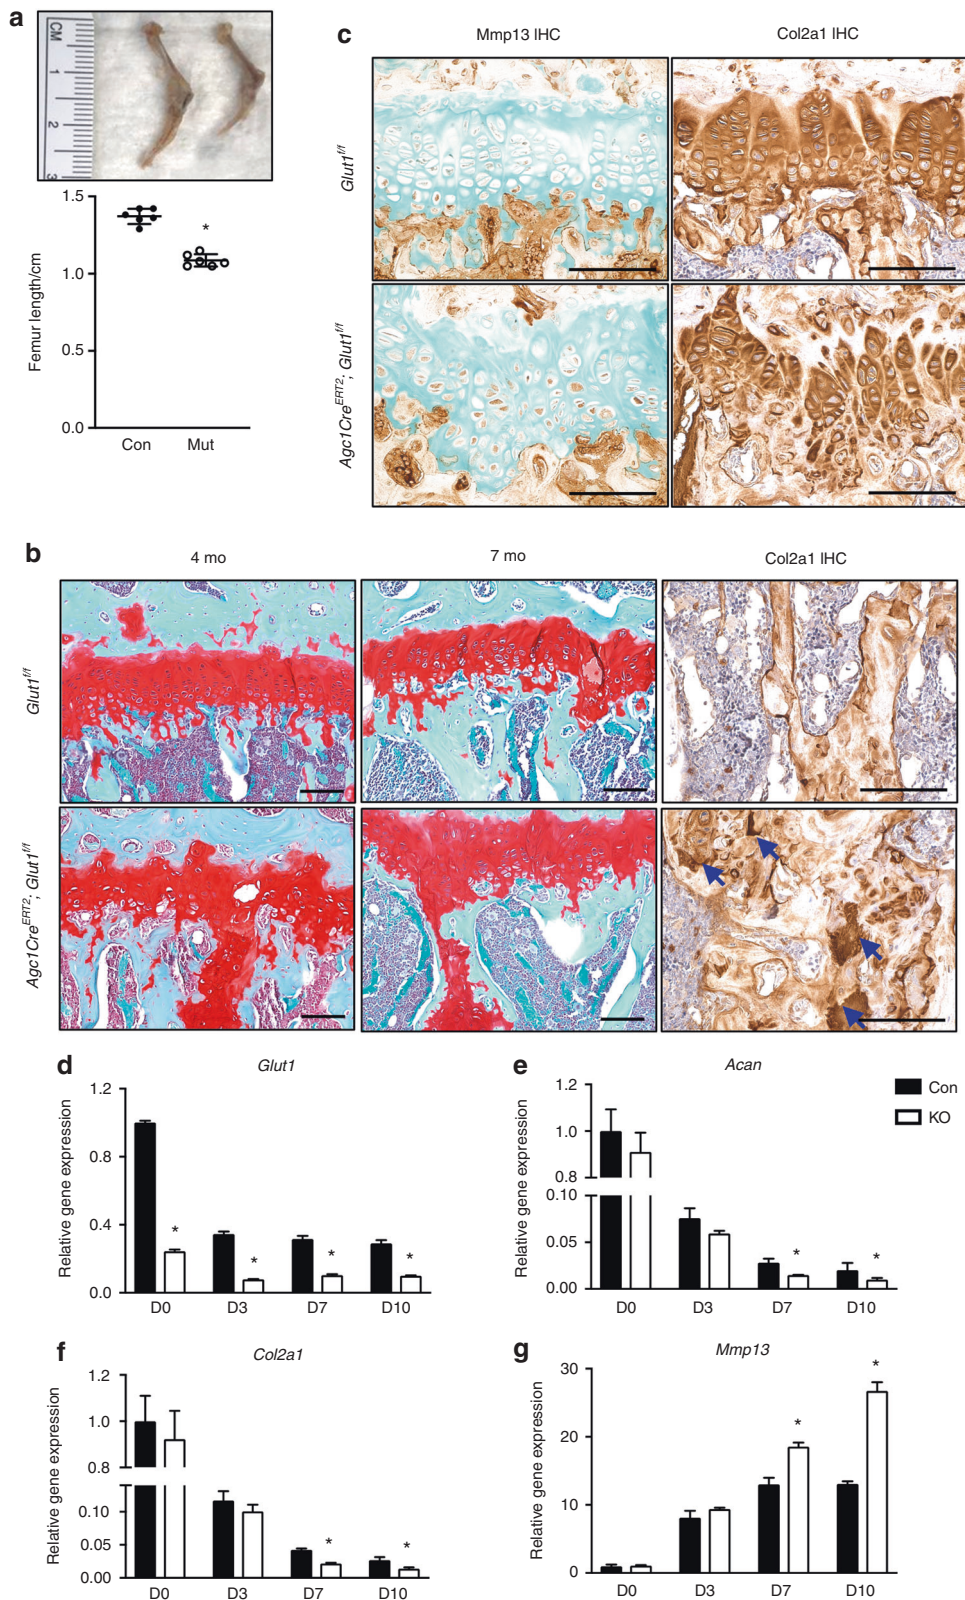 a
CM
1
2
3
1.5
1.0
0.5
0.0
Femur length/cm
*
Con
Mut
c
Mmp13 IHC
Col2a1 IHC
Glut1f/f
Agc1CreERT2; Glut1f/f
b
4 mo
7 mo
Col2a1 IHC
Glut1f/f
Agc1CreERT2; Glut1f/f
d
Glut1
Relative gene expression
1.2
0.8
0.4
0.0
* * * *
D0 D3 D7 D10
e
Acan
Relative gene expression
1.2
1.0
0.8
0.10
0.05
0.00
* *
D0 D3 D7 D10
Con
KO
f
Col2a1
Relative gene expression
1.2
1.0
0.8
0.10
0.05
0.00
* *
D0 D3 D7 D10
g
Mmp13
Relative gene expression
30
20
10
0
* *
D0 D3 D7 D10